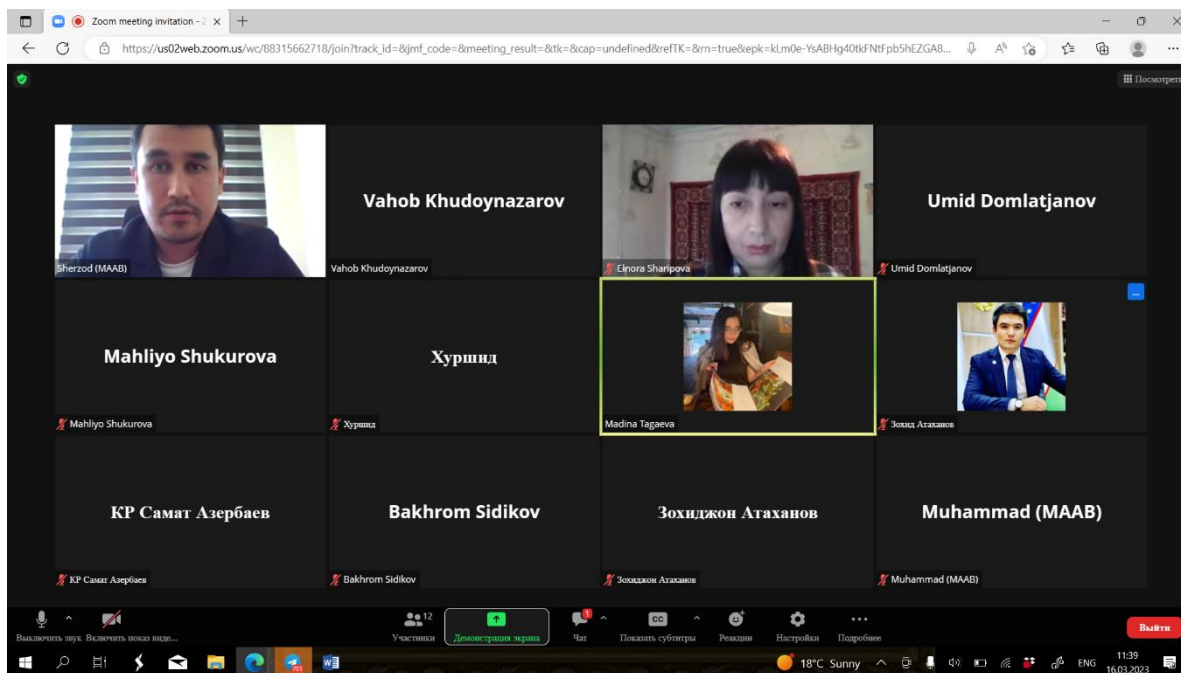 Zoom meeting invitation - Z
https://us02web.zoom.us/wc/88315662718/join?track_id=&jmf_code=&meeting_result=&tk=&cap=undefined&refTK=&rn=true&epk=kLm0e-YsABHg40tkFNtFpb5hEZGA8...
Посмотреть
Vahob Khudoynazarov
Umid Domlatjanov
Sherzod (MAAB)
Vahob Khudoynazarov
Elnora Sharipova
Umid Domlatjanov
Mahliyo Shukurova
Хуршид
Mahliyo Shukurova
Хуршид
Madina Tagaeva
Зохид Атаханов
КР Самат Азербаев
Bakhrom Sidikov
Зохиджон Атаханов
Muhammad (MAAB)
КР Самат Азербаев
Bakhrom Sidikov
Зохиджон Атаханов
Muhammad (MAAB)
12
1
CC
Выключить звук
Включить показ виде...
Участники
Демонстрация экрана
Чат
Показать субтитры
Реакции
Настройки
Подробнее
Выйти
18°C Sunny
ENG
11:39
16.03.2023